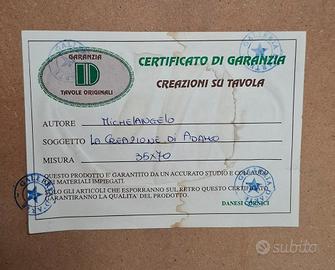 CERTIFICATO DI GARANZIA
CREAZIONI SU TAVOLA
GARANZIA
TAVOLE ORIGINALI
AUTORE MICHELANGELO
SOGGETTO LA CREAZIONE DI ADAMO
MISURA 35X70
QUESTO PRODOTTO È GARANTITO DA UN ACCURATO STUDIO E COLLAUDO
DEI MATERIALI IMPIEGATI.
SOLO GLI ARTICOLI CHE ESPORRANNO SUL RETRO QUESTO CERTIFICATO
GARANTIRANNO LA QUALITÀ DEL PRODOTTO.
DANESI CORNICI
subito